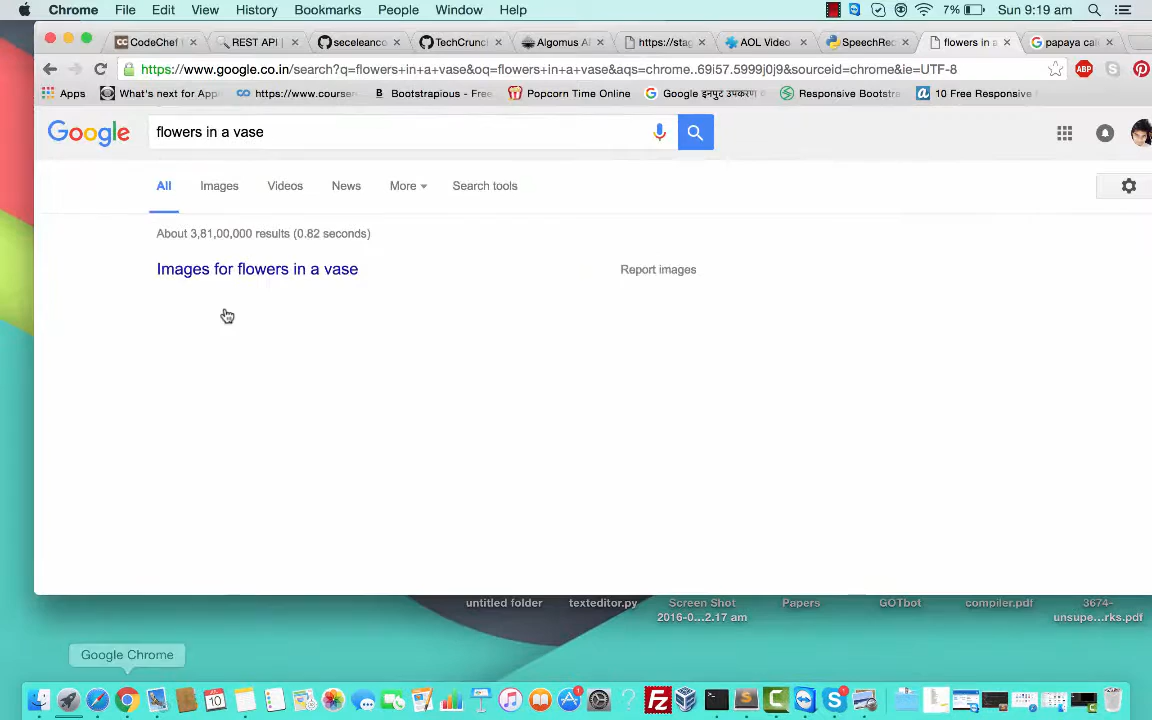 Chrome File Edit View History Bookmarks People Window Help 7% Sun 9:19 am
CodeChef REST API | seceleanco TechCrunch Algomus A https://stag AOL Video SpeechRec flowers in a papaya cal
https://www.google.co.in/search?q=flowers+in+a+vase&oq=flowers+in+a+vase&aqs=chrome..69i57.5999j0j9&sourceid=chrome&ie=UTF-8 ABP
Apps What's next for App https://www.courser B Bootstrapious - Free Popcorn Time Online Google इनपुट उपकरण Responsive Bootstra 10 Free Responsive
Google flowers in a vase
All Images Videos News More Search tools
About 3,81,00,000 results (0.82 seconds)
Images for flowers in a vase Report images
untitled folder texteditor.py Screen Shot 2016-0...2.17 am Papers GOTbot compiler.pdf 3674-unsupe...rks.pdf
Google Chrome